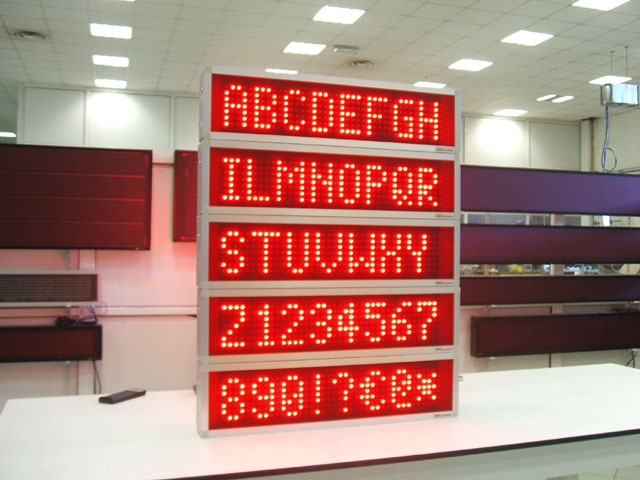 ABCDEFGH
ILMNOPQR
STUVWXY
Z1234567
890!?€@*